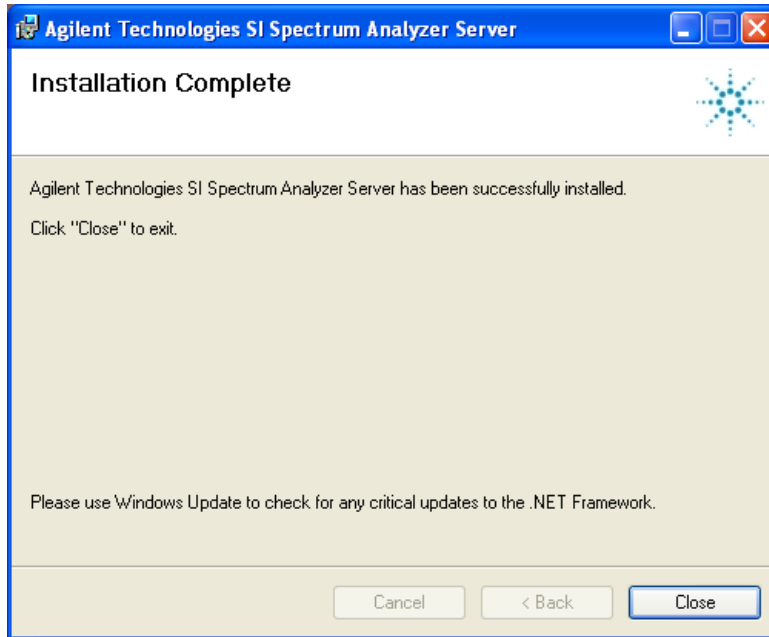 Agilent Technologies SI Spectrum Analyzer Server
Installation Complete
Agilent Technologies SI Spectrum Analyzer Server has been successfully installed.
Click "Close" to exit.
Please use Windows Update to check for any critical updates to the .NET Framework.
Cancel
< Back
Close